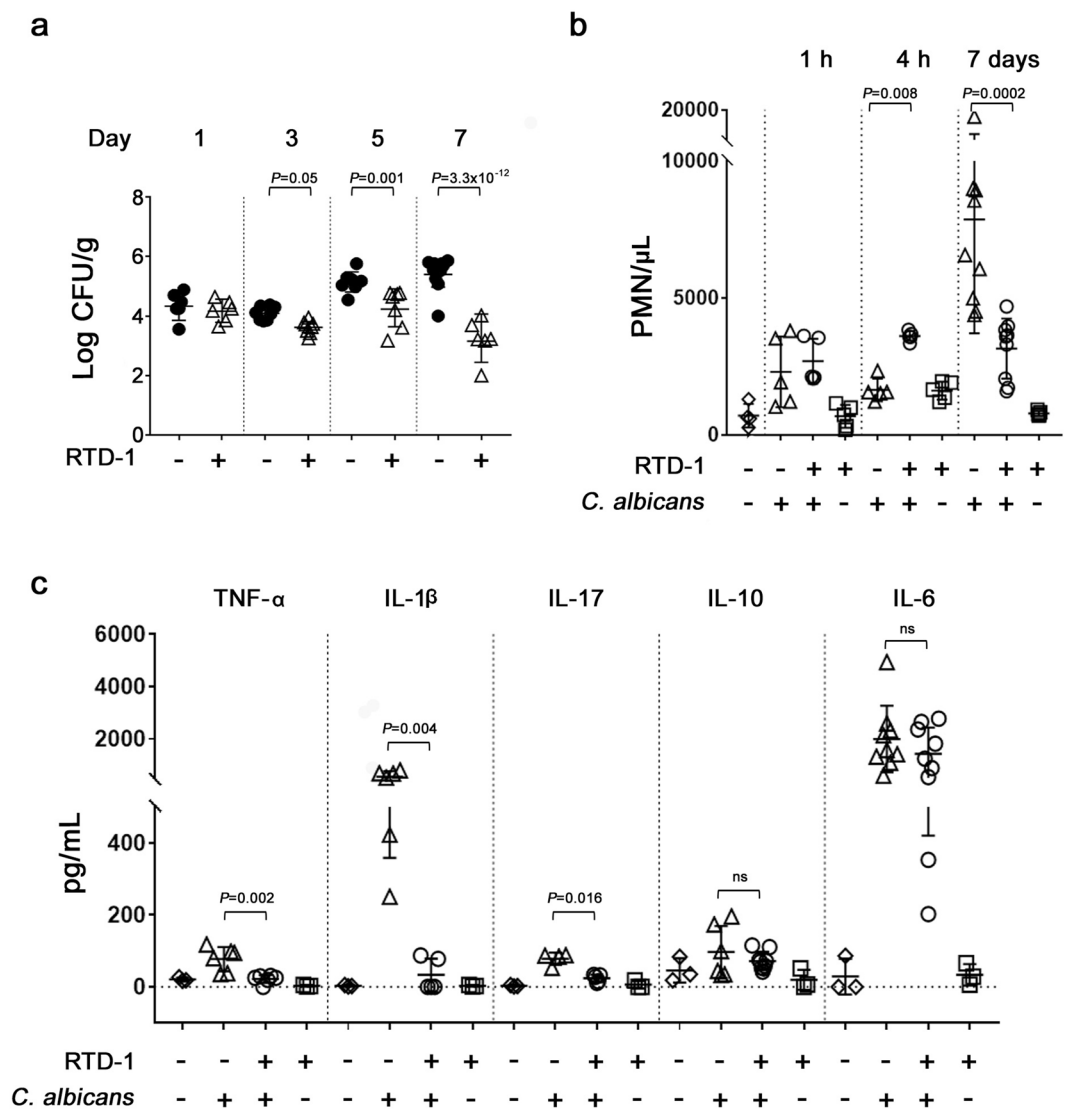 a
Day 1 3 5 7
P=0.05 P=0.001 P=3.3x10⁻¹²
8
6
4
2
0
Log CFU/g
RTD-1 - + - + - + - +
b
1 h 4 h 7 days
P=0.008 P=0.0002
20000
10000
5000
0
PMN/µL
RTD-1 - - + + - + + - + +
C. albicans - + + - + + - + + -
c
TNF-α IL-1β IL-17 IL-10 IL-6
6000
4000
2000
400
200
0
pg/mL
P=0.002
P=0.004
P=0.016
ns
ns
RTD-1 - - + + - - + + - - + + - - + + - - + +
C. albicans - + + - - + + - - + + - - + + - - + + -